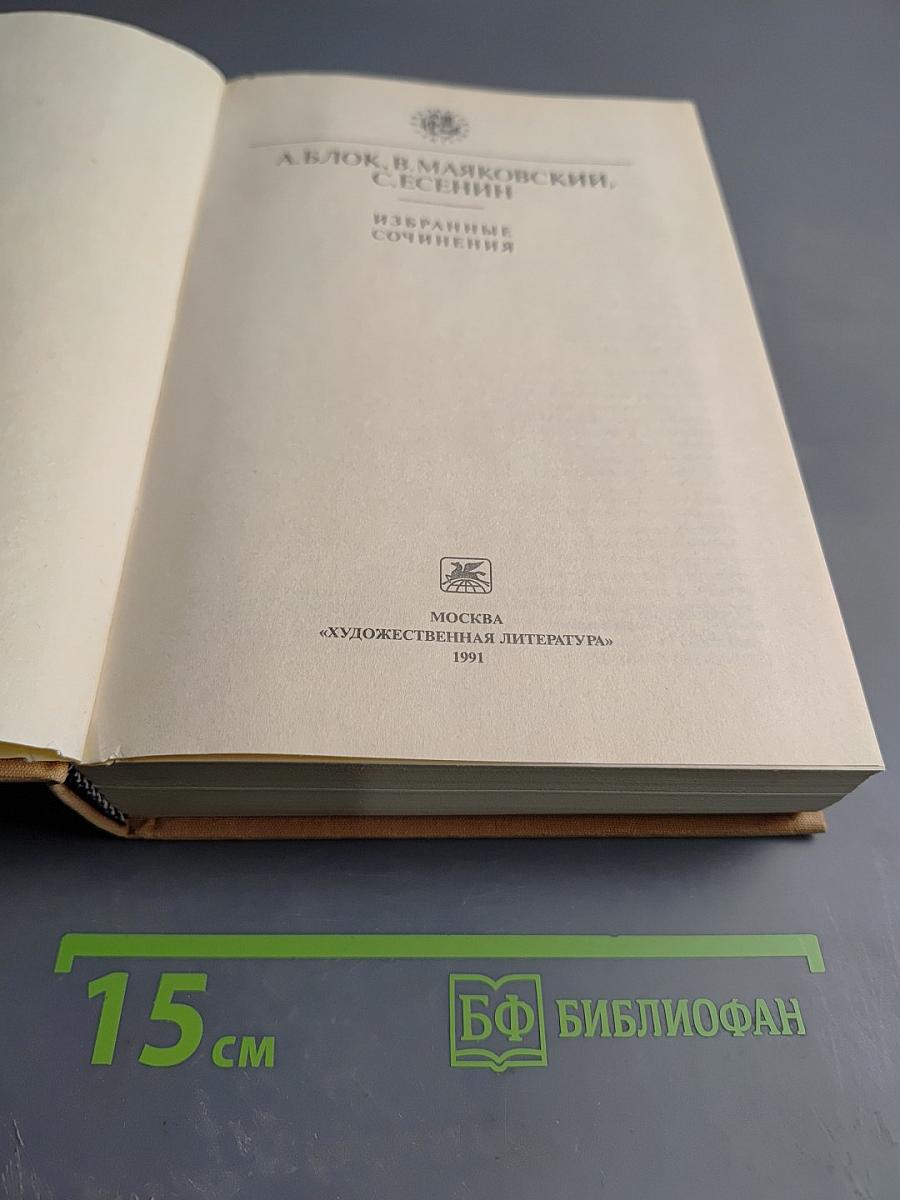 А. БЛОК, В. МАЯКОВСКИЙ,
С. ЕСЕНИН
ИЗБРАННЫЕ
СОЧИНЕНИЯ
МОСКВА
«ХУДОЖЕСТВЕННАЯ ЛИТЕРАТУРА»
1991
15 см
БФ БИБЛИОФАН